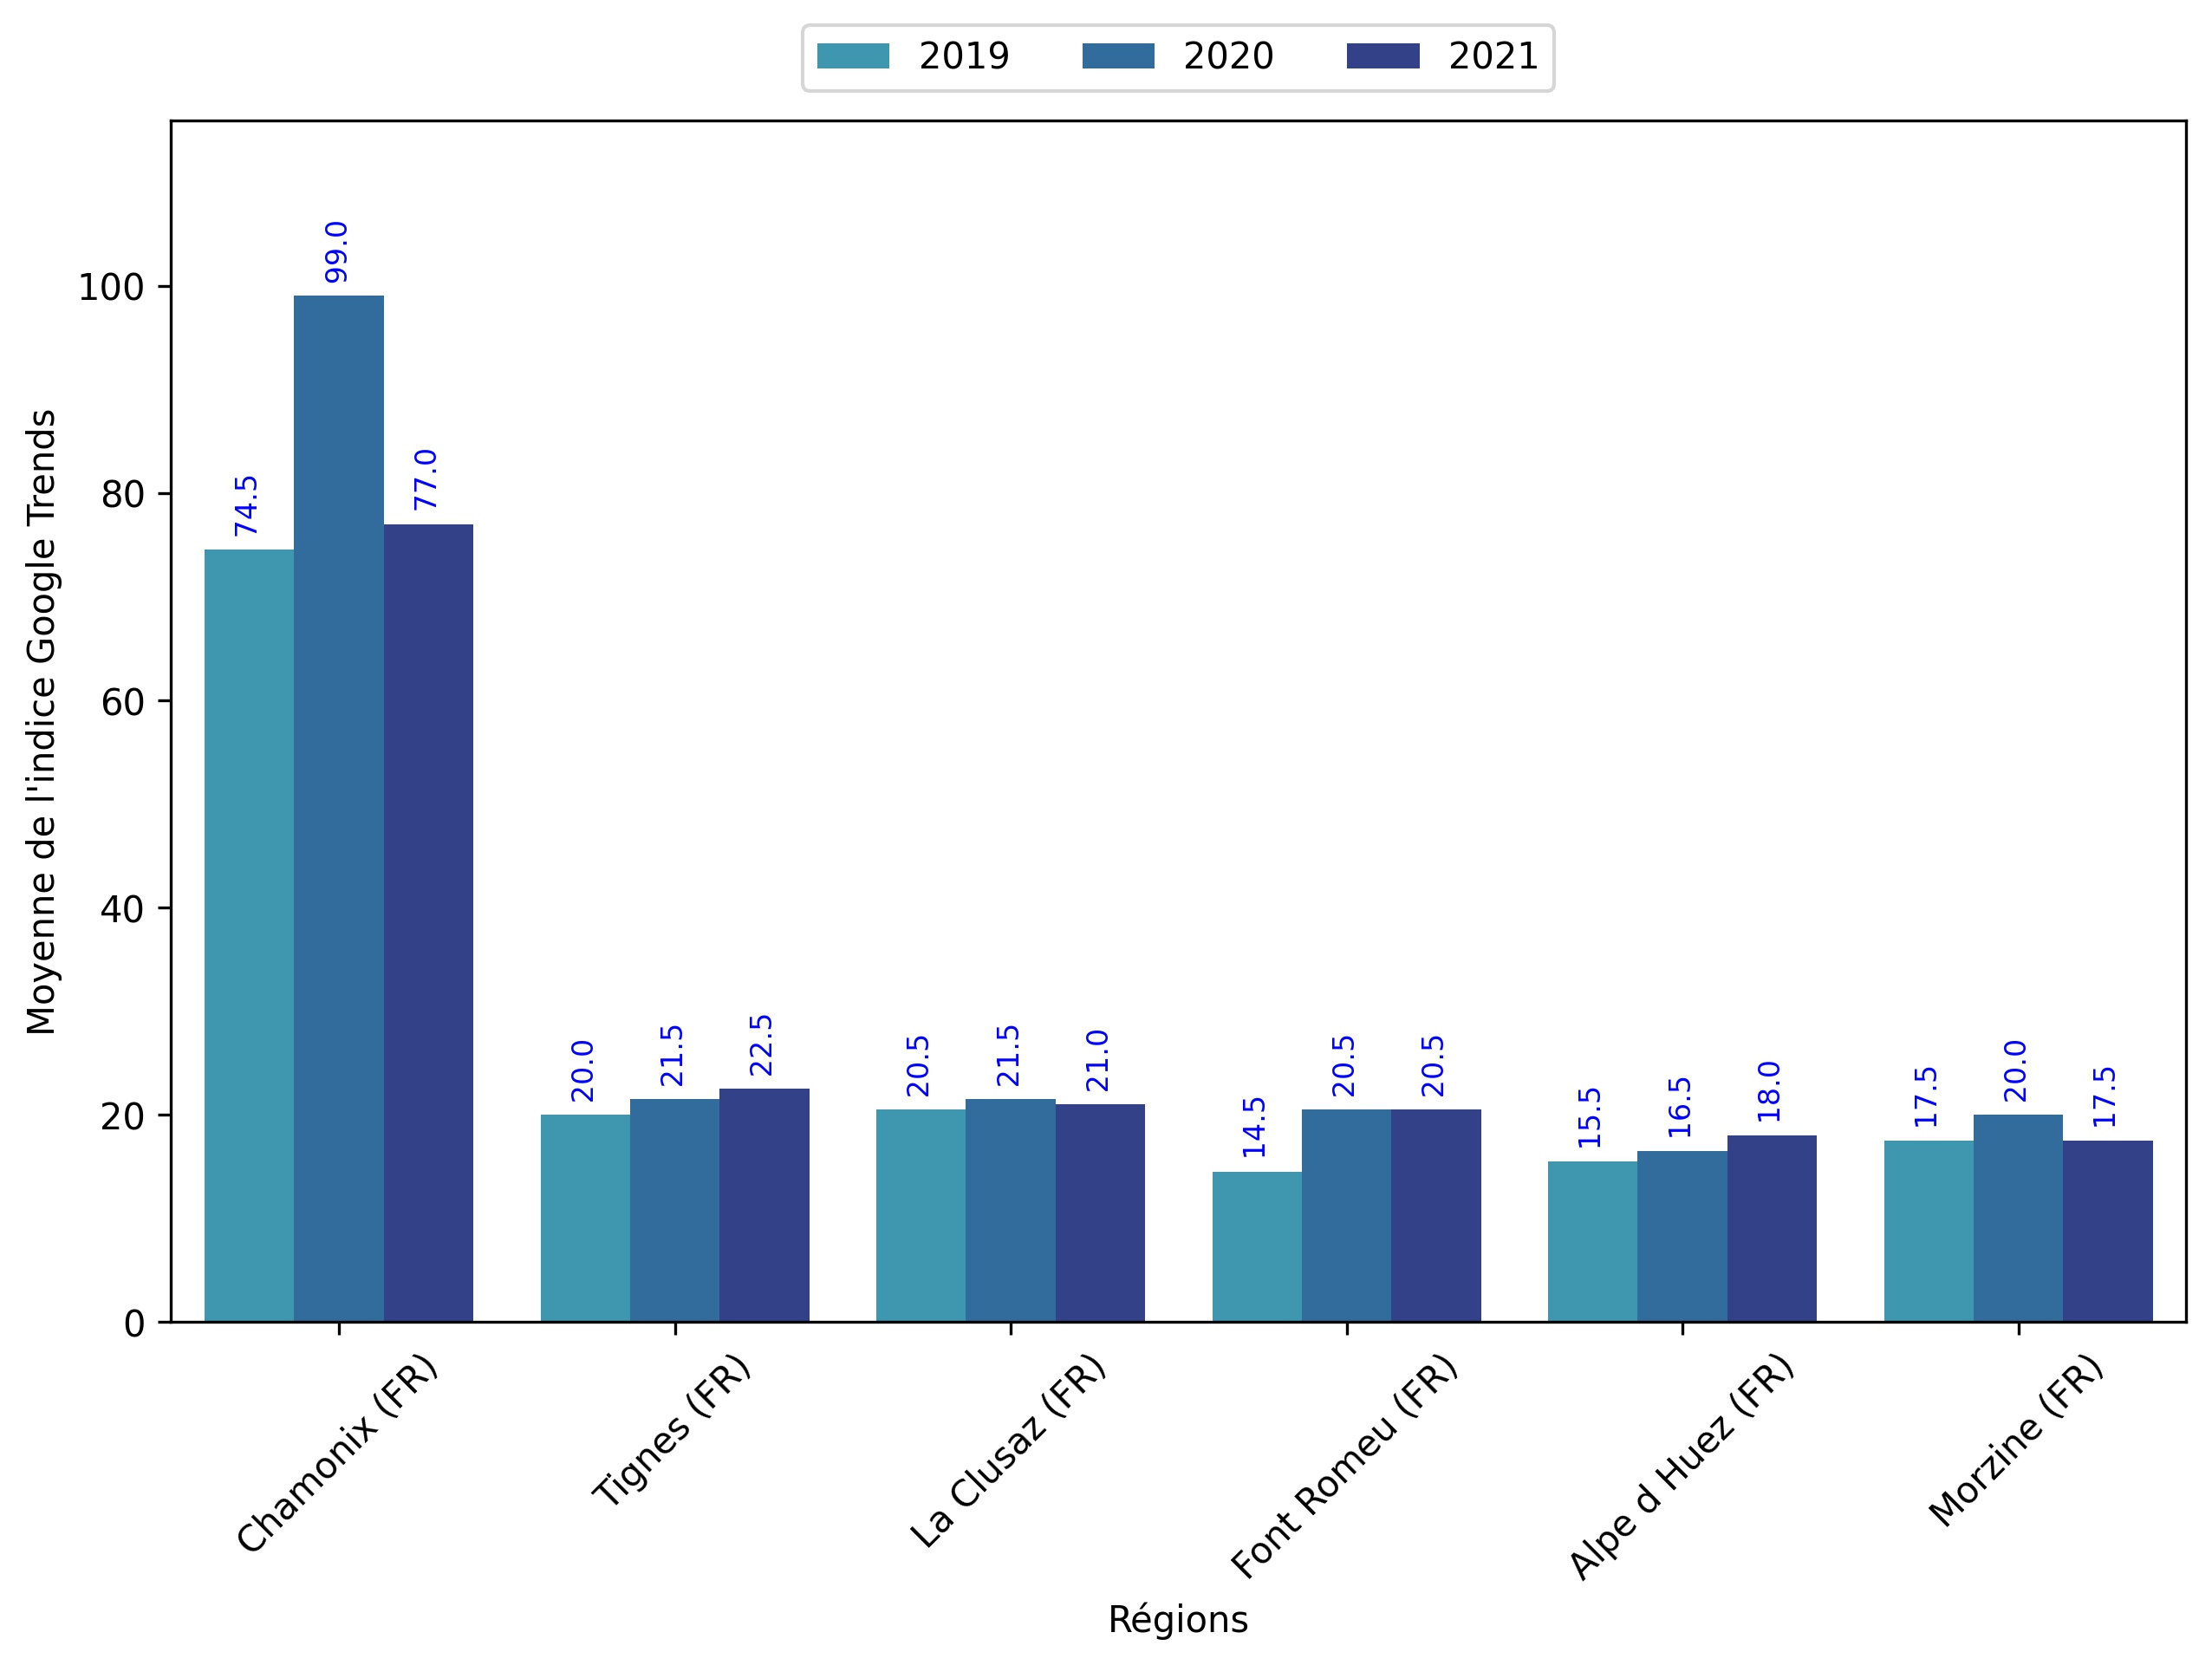 2019 2020 2021
Moyenne de l'indice Google Trends
100
80
60
40
20
0
74.5 99.0 77.0
20.0 21.5 22.5
20.5 21.5 21.0
14.5 20.5 20.5
15.5 16.5 18.0
17.5 20.0 17.5
Chamonix (FR)
Tignes (FR)
La Clusaz (FR)
Font Romeu (FR)
Alpe d Huez (FR)
Morzine (FR)
Régions